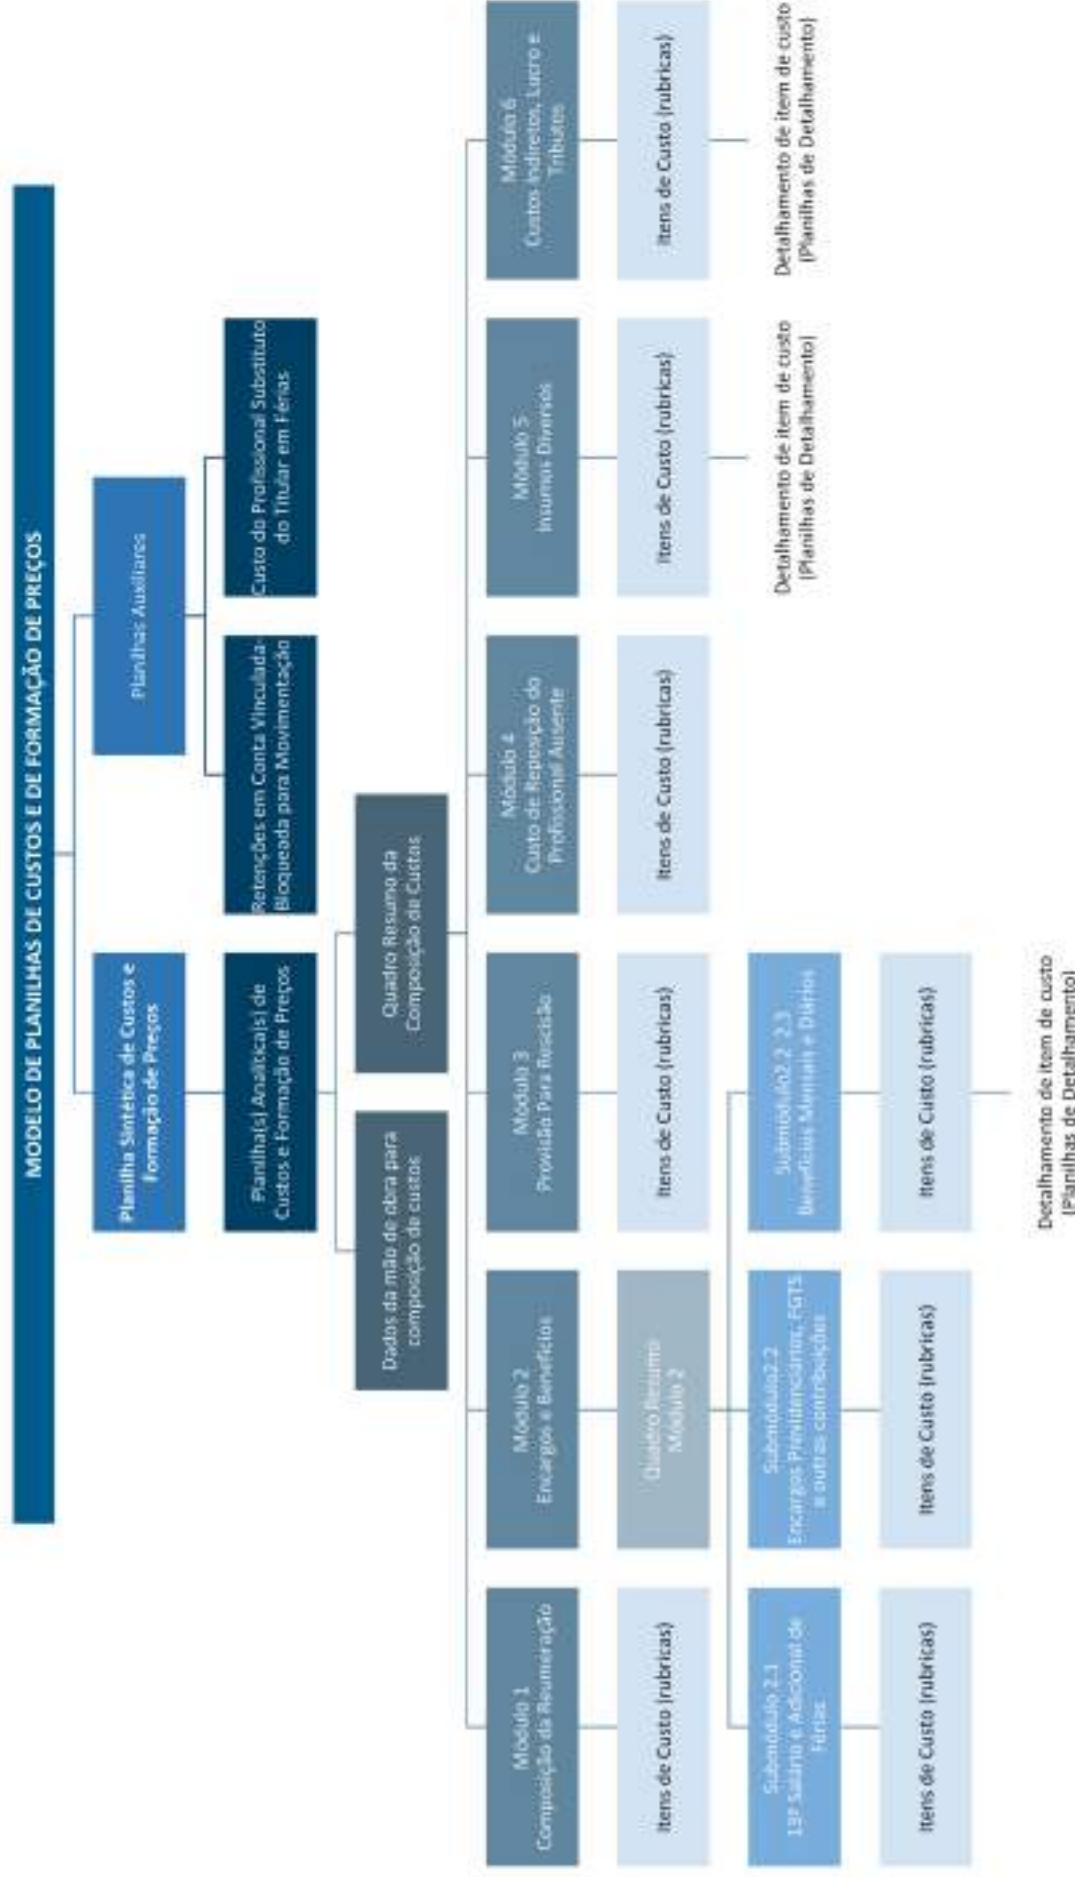 MODELO DE PLANILHAS DE CUSTOS E DE FORMAÇÃO DE PREÇOS
Planilha Sintética de Custos e
Formação de Preços
Planilhas Auxiliares
Planilha(s) Analítica(s) de
Custos e Formação de Preços
Retenções em Conta Vinculada-
Bloqueada para Movimentação
Custo do Profissional Substituto
do Titular em Férias
Dados da mão de obra para
composição de custos
Quadro Resumo da
Composição de Custos
Módulo 1
Composição da Reumeração
Módulo 2
Encargos e Benefícios
Módulo 3
Provisão Para Rescisão
Módulo 4
Custo de Reposição do
Profissional Ausente
Módulo 5
Insumos Diversos
Módulo 6
Custos Indiretos, Lucro e
Tributos
Itens de Custo (rubricas)
Quadro Resumo
Módulo 2
Itens de Custo (rubricas)
Itens de Custo (rubricas)
Itens de Custo (rubricas)
Itens de Custo (rubricas)
Submódulo 2.1
13º Salário e Adicional de
Férias
Submódulo2.2
Encargos Previdenciários, FGTS
e outras contribuições
Submódulo2.2 2.3
Benefícios Mensais e Diários
Detalhamento de item de custo
(Planilhas de Detalhamento)
Detalhamento de item de custo
(Planilhas de Detalhamento)
Itens de Custo (rubricas)
Itens de Custo (rubricas)
Itens de Custo (rubricas)
Detalhamento de item de custo
(Planilhas de Detalhamento)